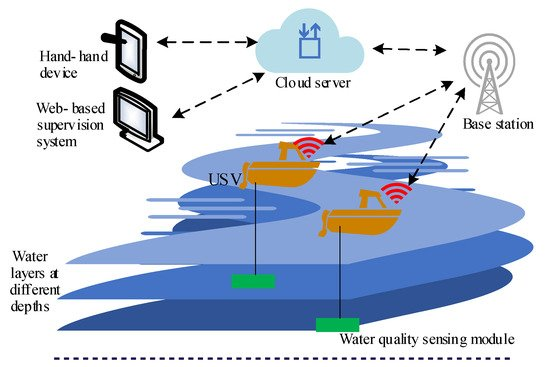 Hand- hand
device
Cloud server
Web- based
supervision
system
Base station
USV
Water
layers at
different
depths
Water quality sensing module